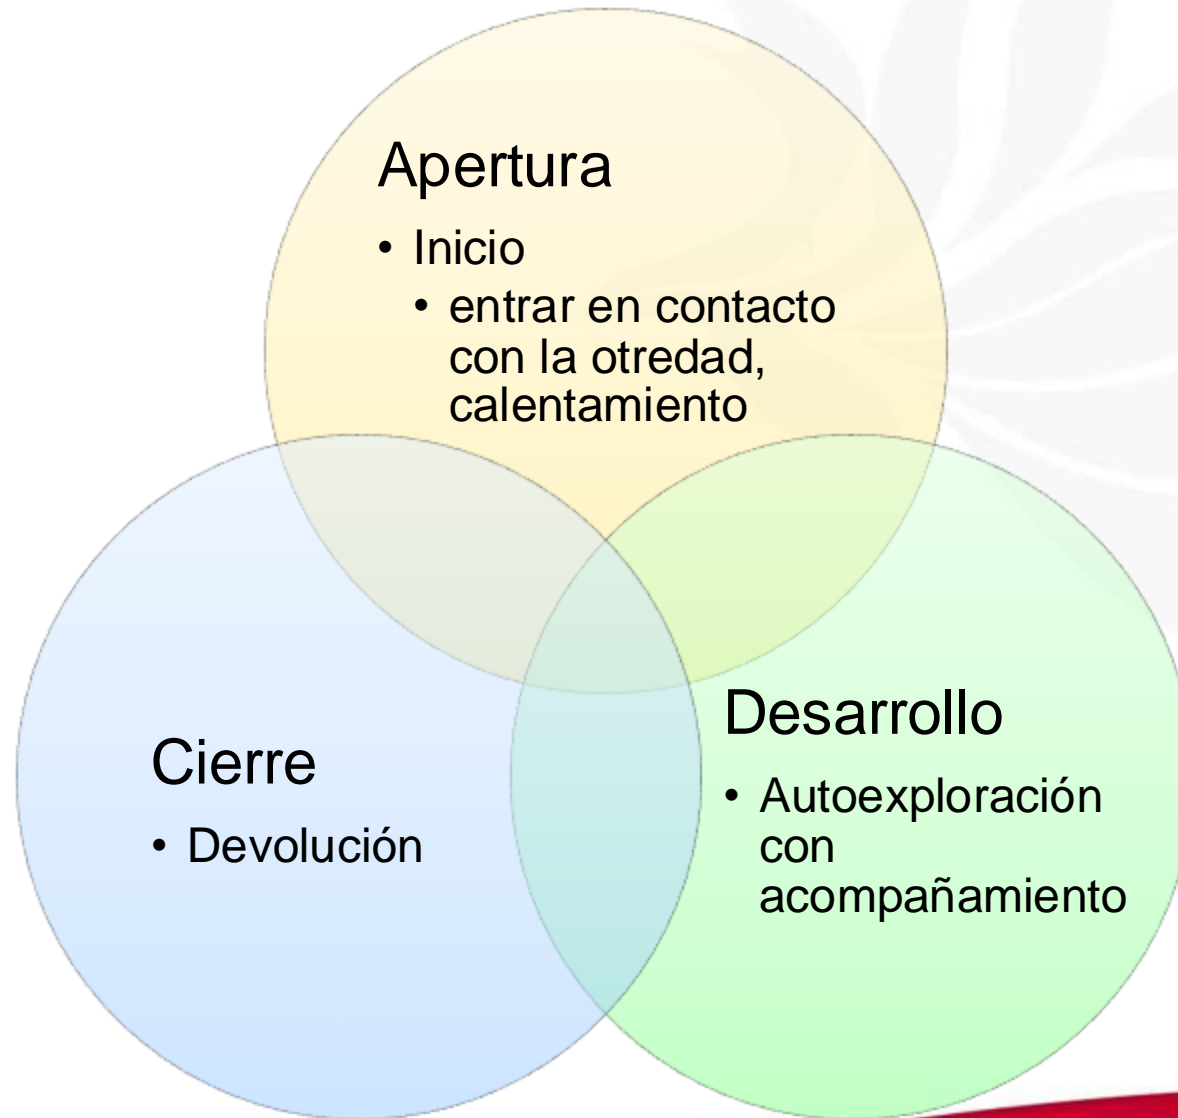 Apertura
• Inicio
• entrar en contacto
con la otredad,
calentamiento
Desarrollo
• Autoexploración
con
acompañamiento
Cierre
• Devolución